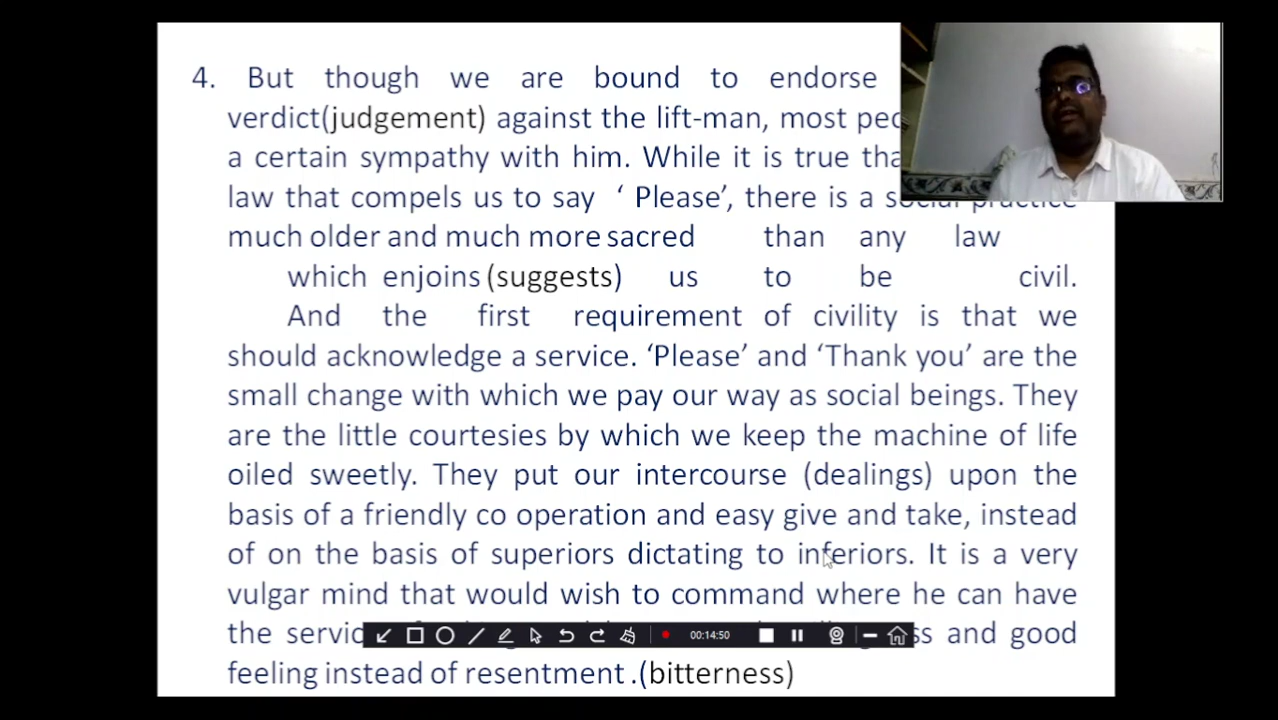 4. But though we are bound to endorse
verdict(judgement) against the lift-man, most
a certain sympathy with him. While it is true
law that compels us to say ‘ Please’, there is a social practice
much older and much more sacred than any law
which enjoins (suggests) us to be civil.
And the first requirement of civility is that we
should acknowledge a service. ‘Please’ and ‘Thank you’ are the
small change with which we pay our way as social beings. They
are the little courtesies by which we keep the machine of life
oiled sweetly. They put our intercourse (dealings) upon the
basis of a friendly co operation and easy give and take, instead
of on the basis of superiors dictating to inferiors. It is a very
vulgar mind that would wish to command where he can have
the and good
00:14:50
feeling instead of resentment .(bitterness)